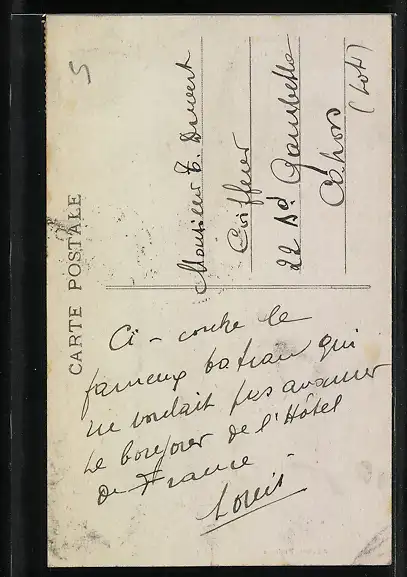 5
CARTE POSTALE
Monsieur E. Duvert
Coiffeur
22 Bd Gambetta
Cahors
(Lot)
Ci - contre le
fameux bateau qui
ne voulait pas avancer
Le bonjour de l'Hôtel
de France -
Louis